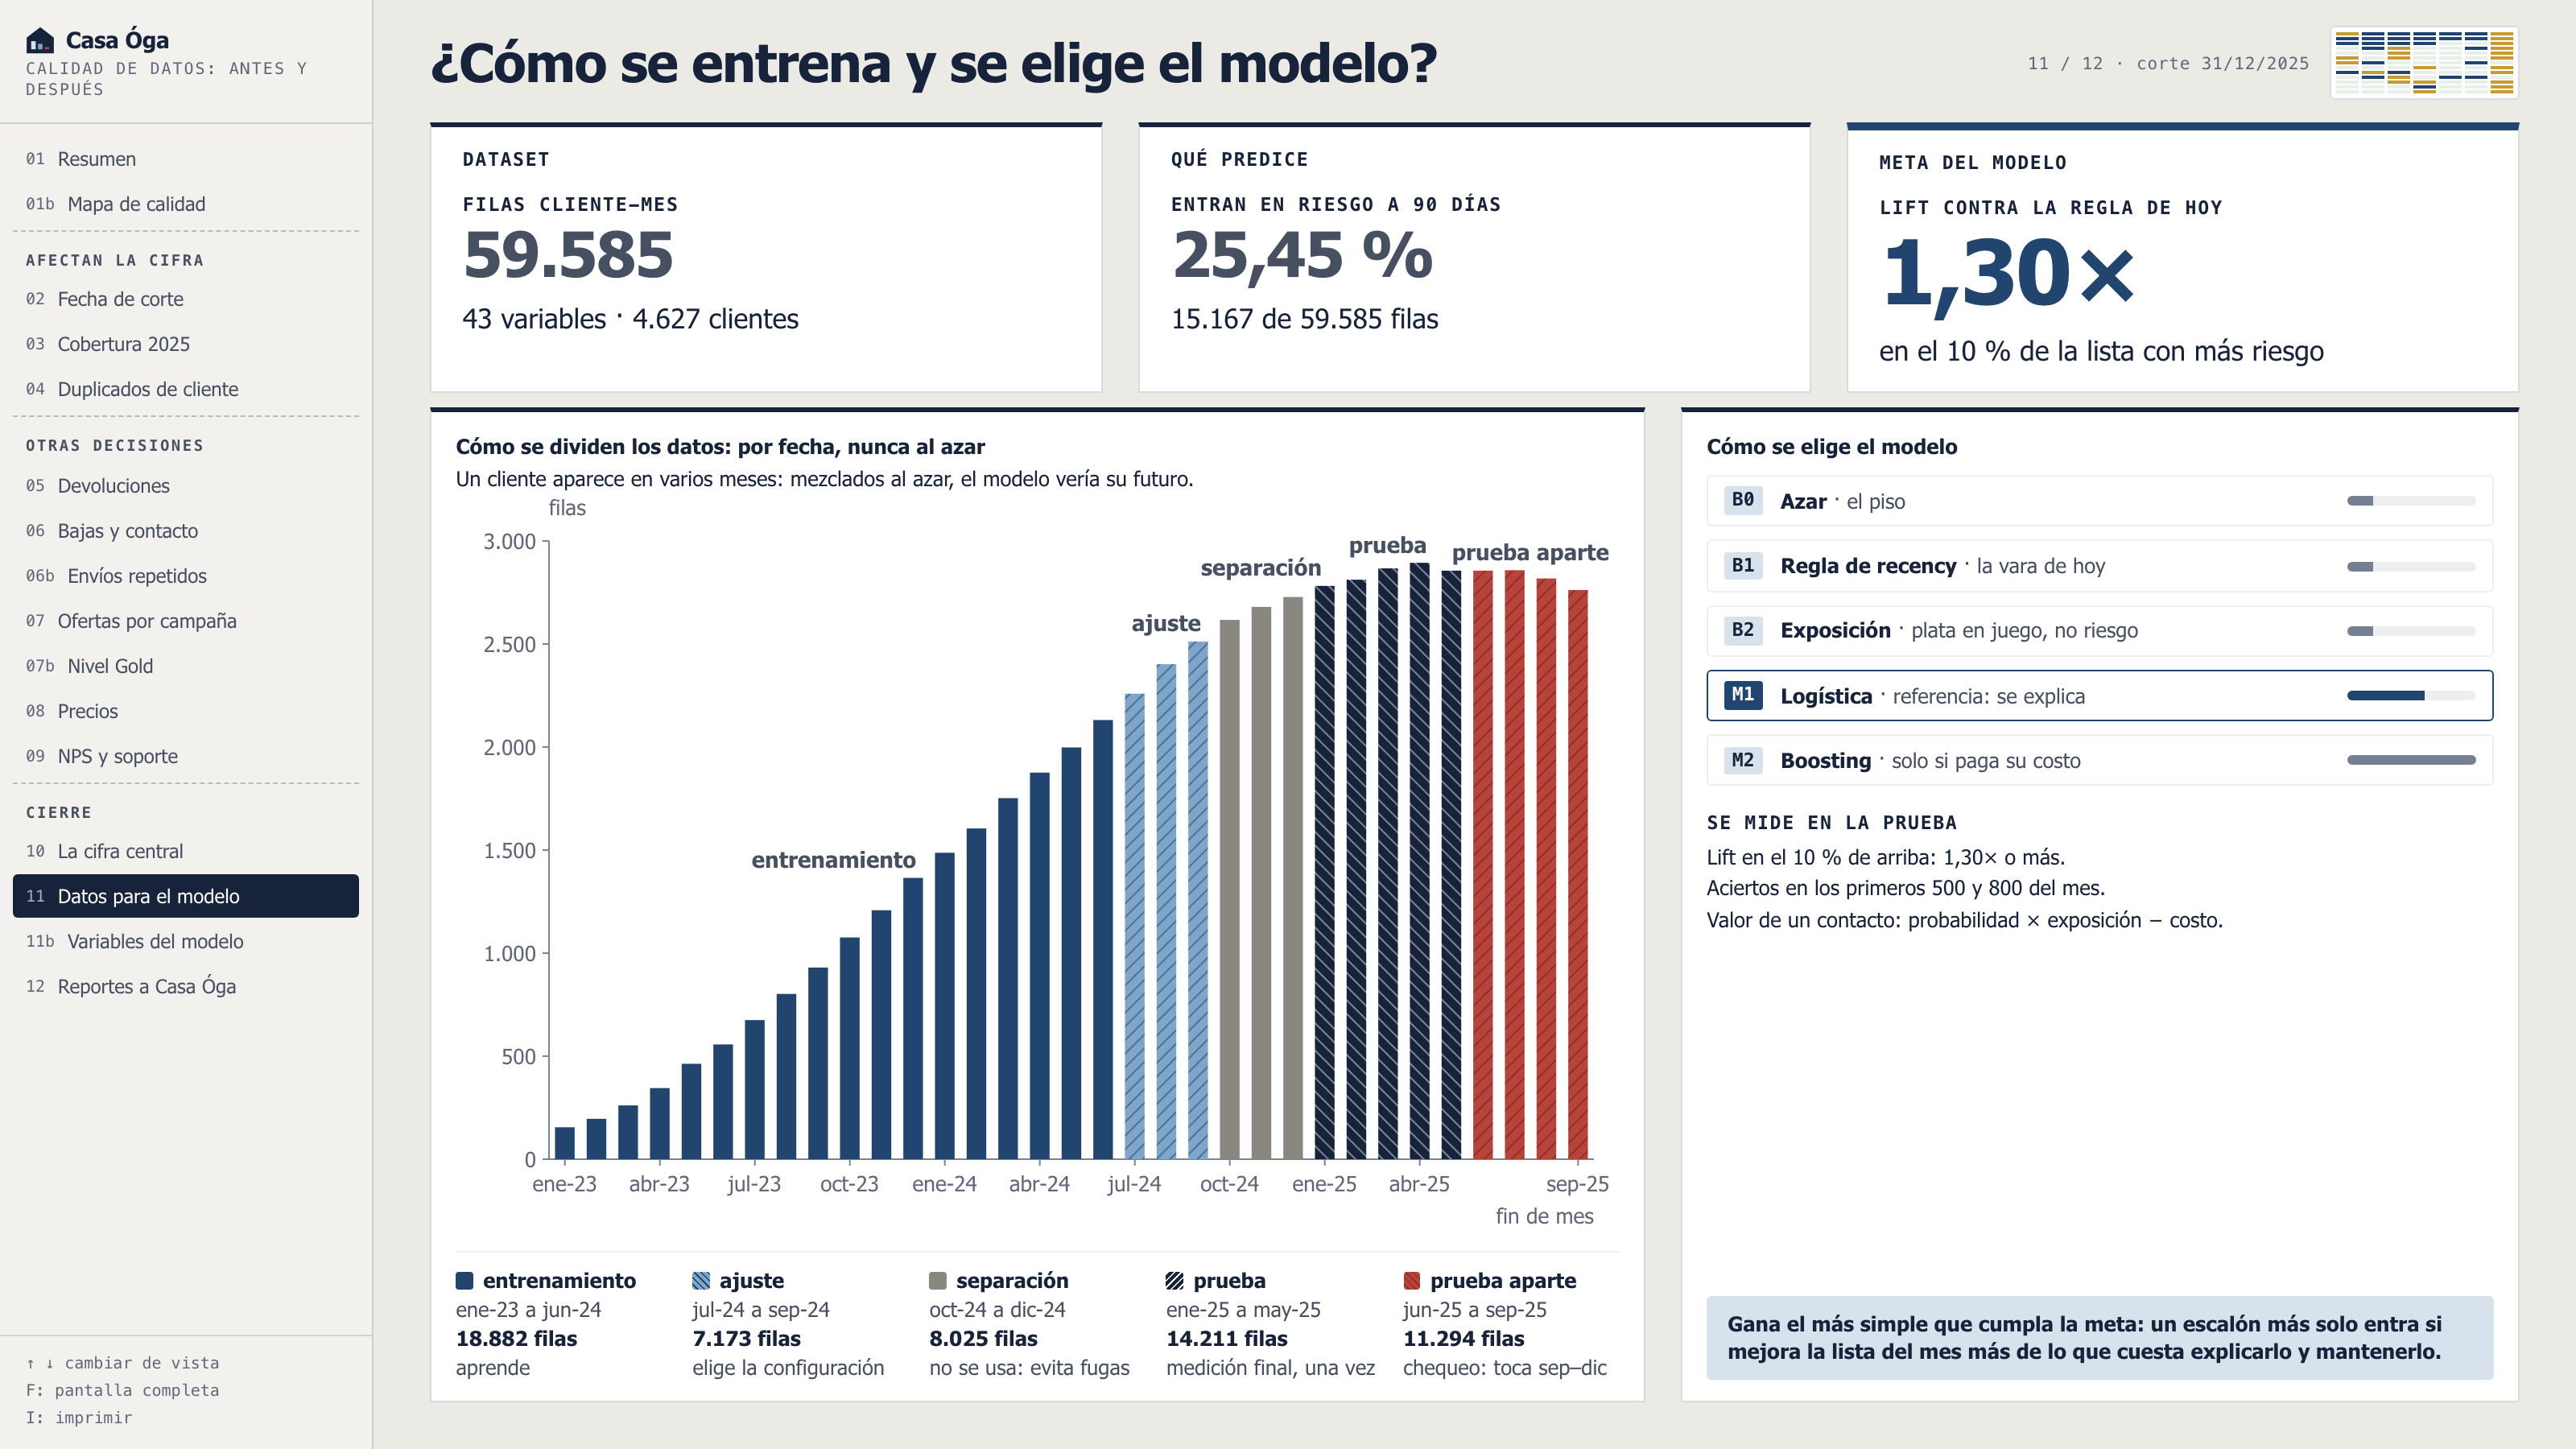 Casa Óga
CALIDAD DE DATOS: ANTES Y
DESPUÉS
01 Resumen
01b Mapa de calidad
AFECTAN LA CIFRA
02 Fecha de corte
03 Cobertura 2025
04 Duplicados de cliente
OTRAS DECISIONES
05 Devoluciones
06 Bajas y contacto
06b Envíos repetidos
07 Ofertas por campaña
07b Nivel Gold
08 Precios
09 NPS y soporte
CIERRE
10 La cifra central
11 Datos para el modelo
11b Variables del modelo
12 Reportes a Casa Óga
↑ ↓ cambiar de vista
F: pantalla completa
I: imprimir
¿Cómo se entrena y se elige el modelo?
11 / 12 · corte 31/12/2025
DATASET
FILAS CLIENTE–MES
59.585
43 variables · 4.627 clientes
QUÉ PREDICE
ENTRAN EN RIESGO A 90 DÍAS
25,45 %
15.167 de 59.585 filas
META DEL MODELO
LIFT CONTRA LA REGLA DE HOY
1,30×
en el 10 % de la lista con más riesgo
Cómo se dividen los datos: por fecha, nunca al azar
Un cliente aparece en varios meses: mezclados al azar, el modelo vería su futuro.
filas
3.000
2.500
2.000
1.500
1.000
500
0
entrenamiento
ajuste
separación
prueba
prueba aparte
ene-23 abr-23 jul-23 oct-23 ene-24 abr-24 jul-24 oct-24 ene-25 abr-25 sep-25
fin de mes
entrenamiento
ene-23 a jun-24
18.882 filas
aprende
ajuste
jul-24 a sep-24
7.173 filas
elige la configuración
separación
oct-24 a dic-24
8.025 filas
no se usa: evita fugas
prueba
ene-25 a may-25
14.211 filas
medición final, una vez
prueba aparte
jun-25 a sep-25
11.294 filas
chequeo: toca sep–dic
Cómo se elige el modelo
B0 Azar · el piso
B1 Regla de recency · la vara de hoy
B2 Exposición · plata en juego, no riesgo
M1 Logística · referencia: se explica
M2 Boosting · solo si paga su costo
SE MIDE EN LA PRUEBA
Lift en el 10 % de arriba: 1,30× o más.
Aciertos en los primeros 500 y 800 del mes.
Valor de un contacto: probabilidad × exposición − costo.
Gana el más simple que cumpla la meta: un escalón más solo entra si
mejora la lista del mes más de lo que cuesta explicarlo y mantenerlo.